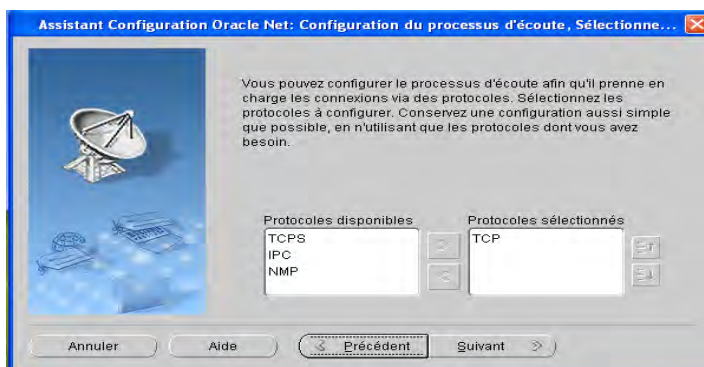 Assistant Configuration Oracle Net: Configuration du processus d'écoute, Sélectionne...
Vous pouvez configurer le processus d'écoute afin qu'il prenne en
charge les connexions via des protocoles. Sélectionnez les
protocoles à configurer. Conservez une configuration aussi simple
que possible, en n'utilisant que les protocoles dont vous avez
besoin.
Protocoles disponibles
TCPS
IPC
NMP
Protocoles sélectionnés
TCP
Annuler
Aide
Précédent
Suivant